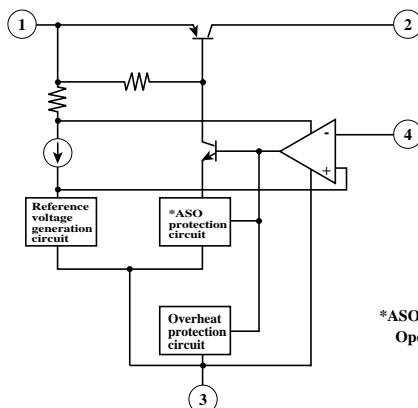 1
2
-
4
+
Reference
voltage
generation
circuit
*ASO
protection
circuit
Overheat
protection
circuit
*ASO
Ope
3